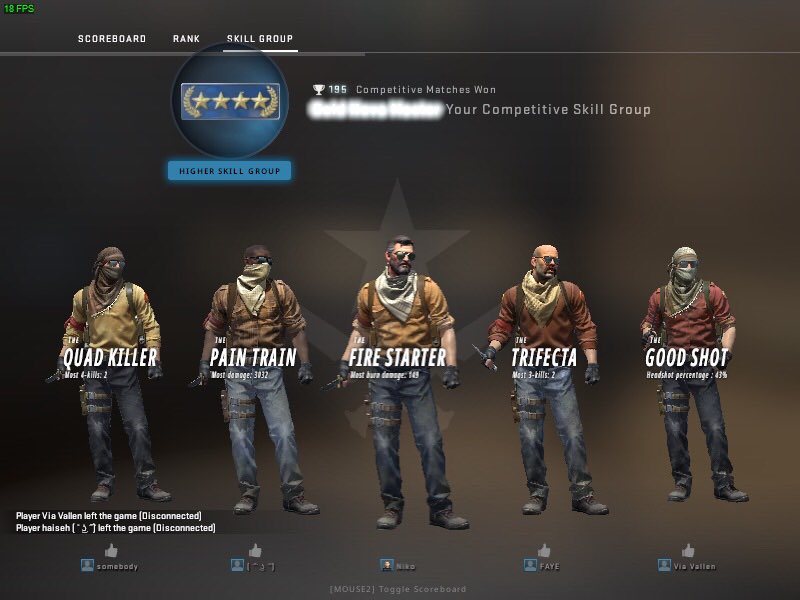 18 FPS
SCOREBOARD RANK SKILL GROUP
195 Competitive Matches Won
Your Competitive Skill Group
HIGHER SKILL GROUP
THE QUAD KILLER
Most 4-kills: 2
THE PAIN TRAIN
Most damage: 3032
THE FIRE STARTER
Most burn damage: 149
THE TRIFECTA
Most 3-kills: 2
THE GOOD SHOT
Headshot percentage : 43%
Player Via Vallen left the game (Disconnected)
Player haiseh ( ͡° ͜ʖ ͡°) left the game (Disconnected)
somebody
Niko
FAYE
Via Vallen
[MOUSE2] Toggle Scoreboard